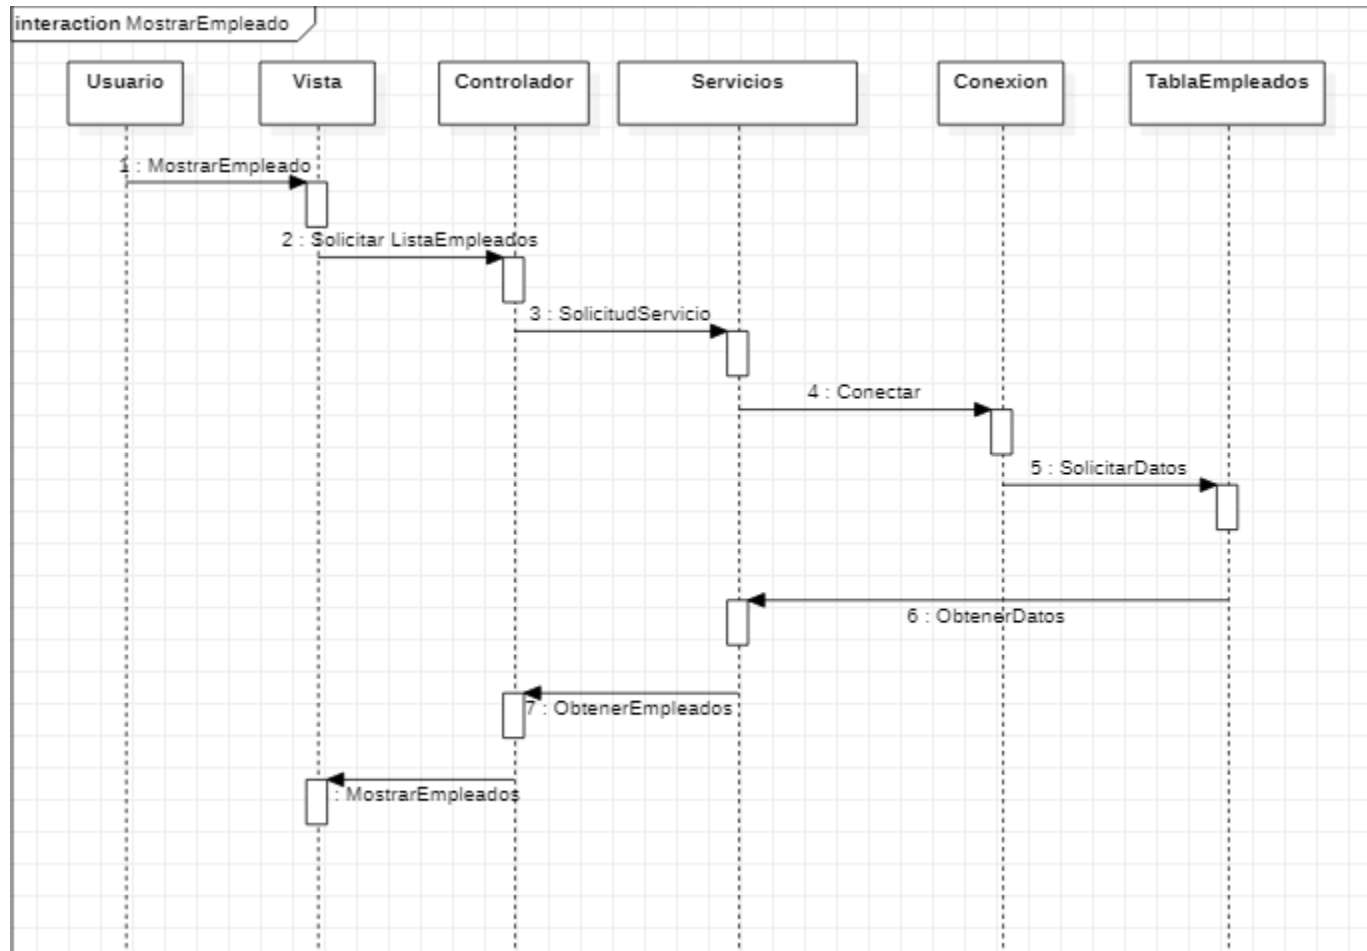 interaction MostrarEmpleado
Usuario
Vista
Controlador
Servicios
Conexion
TablaEmpleados
1 : MostrarEmpleado
2 : Solicitar ListaEmpleados
3 : SolicitudServicio
4 : Conectar
5 : SolicitarDatos
6 : ObtenerDatos
7 : ObtenerEmpleados
: MostrarEmpleados